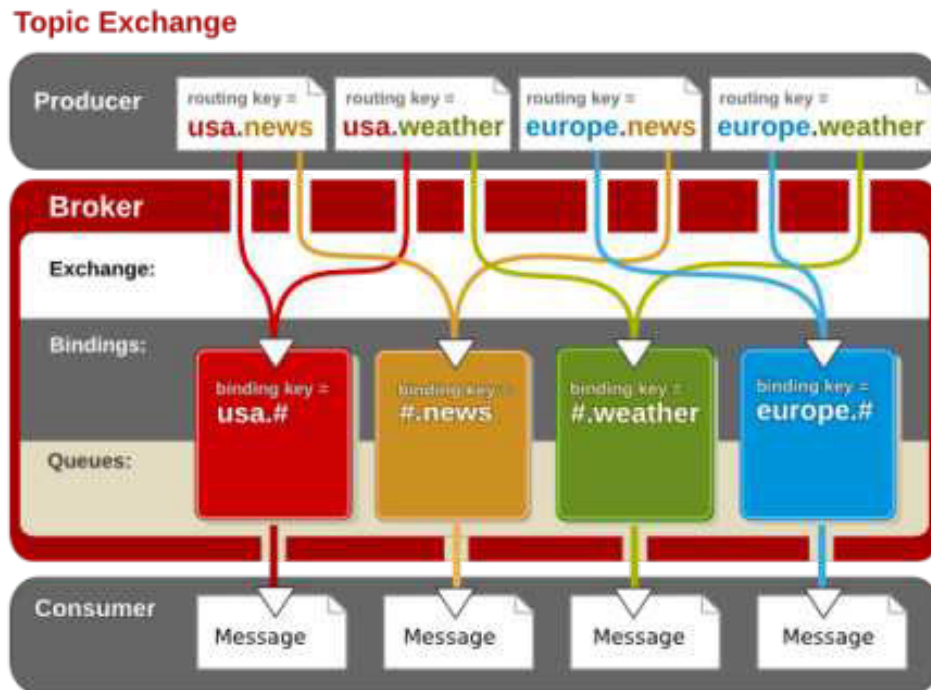 Topic Exchange
Producer
routing key =
usa.news
routing key =
usa.weather
routing key =
europe.news
routing key =
europe.weather
Broker
Exchange:
Bindings:
binding key =
usa.#
binding key =
#.news
binding key =
#.weather
binding key =
europe.#
Queues:
Consumer
Message
Message
Message
Message